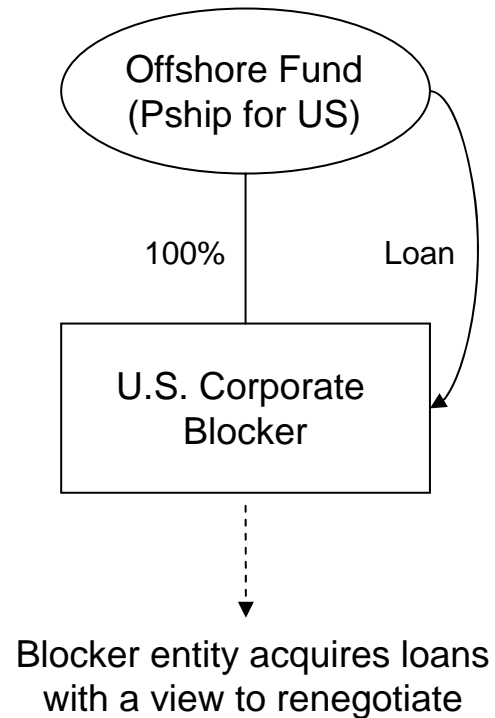 Offshore Fund
(Pship for US)
100%
Loan
U.S. Corporate
Blocker
Blocker entity acquires loans
with a view to renegotiate